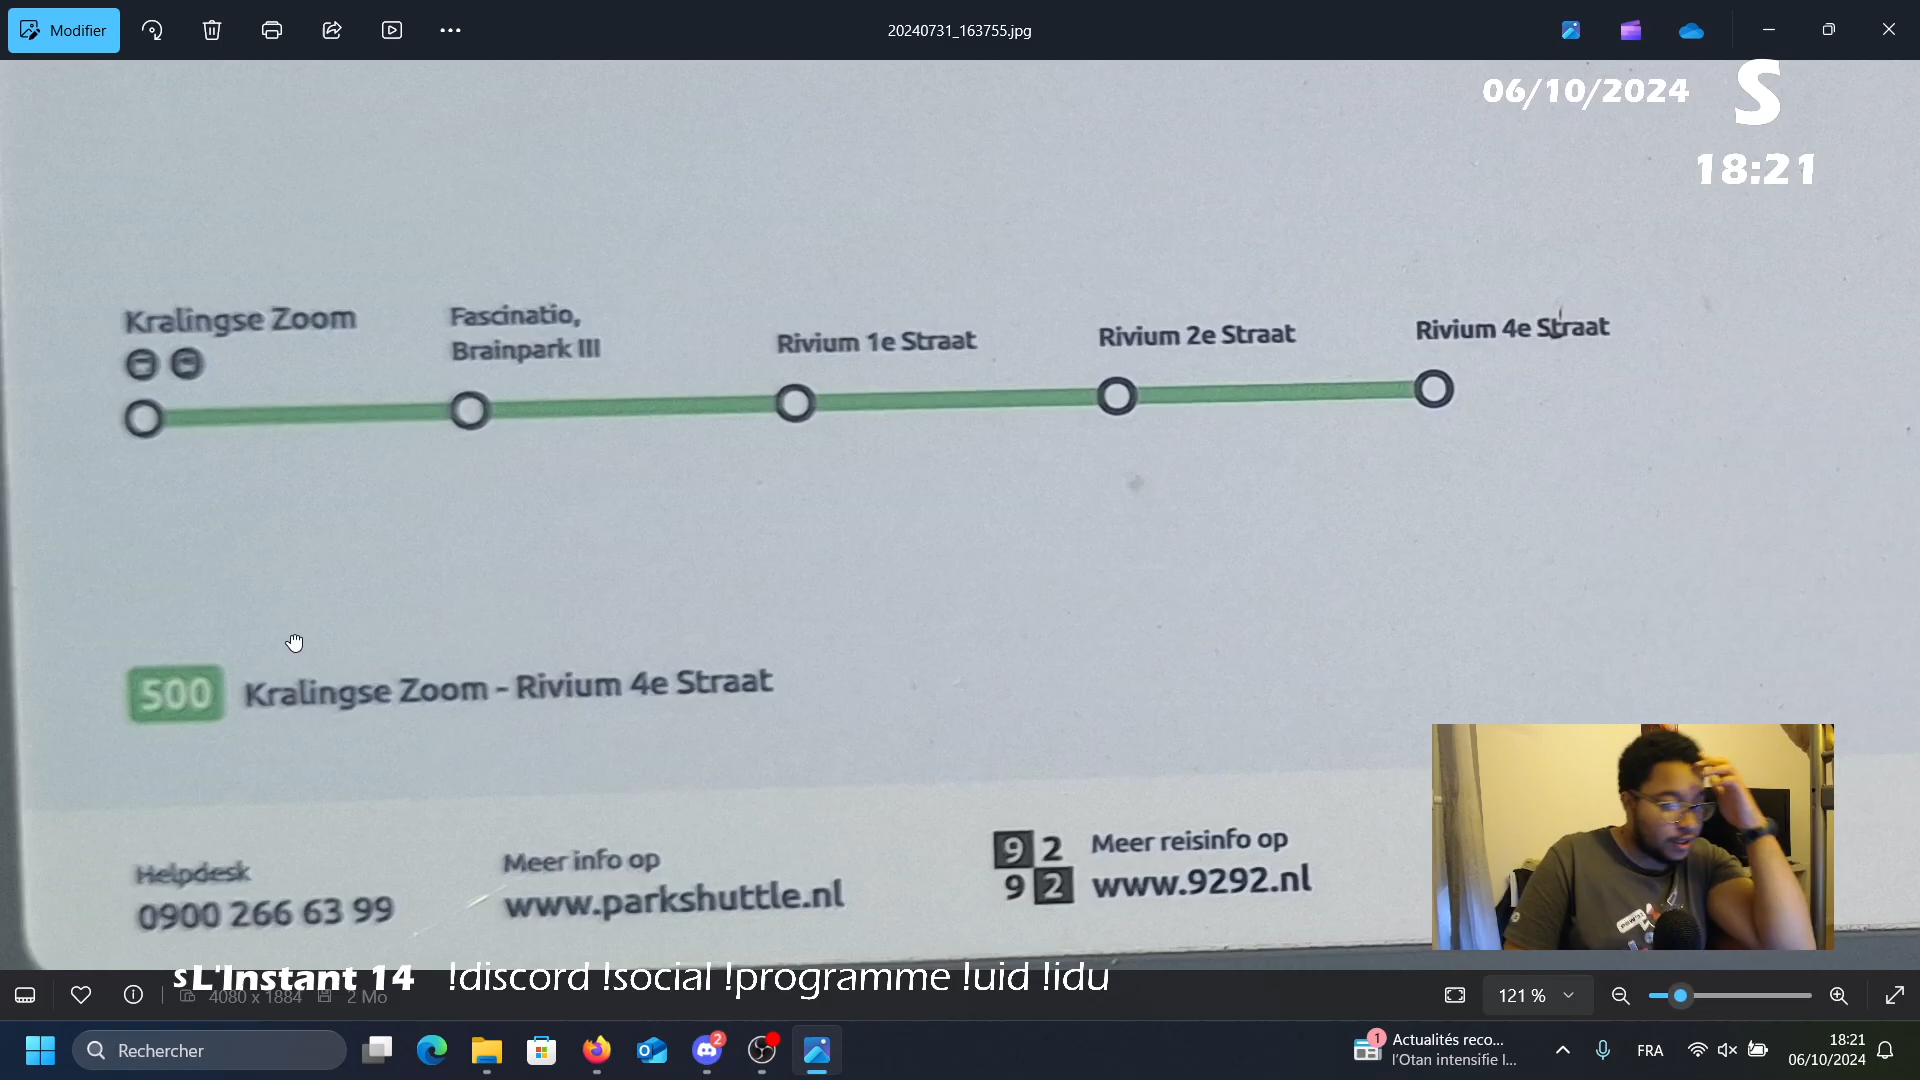 Modifier
20240731_163755.jpg
06/10/2024
S
18:21
Kralingse Zoom
Fascinatio,
Brainpark III
Rivium 1e Straat
Rivium 2e Straat
Rivium 4e Straat
500 Kralingse Zoom - Rivium 4e Straat
Helpdesk
0900 266 63 99
Meer info op
www.parkshuttle.nl
9 2
9 2
Meer reisinfo op
www.9292.nl
sL'Instant 14 !discord !social !programme !uid !idu
4080 x 1884
2 Mo
121 %
Rechercher
2
1
Actualités reco...
l'Otan intensifie l...
FRA
18:21
06/10/2024